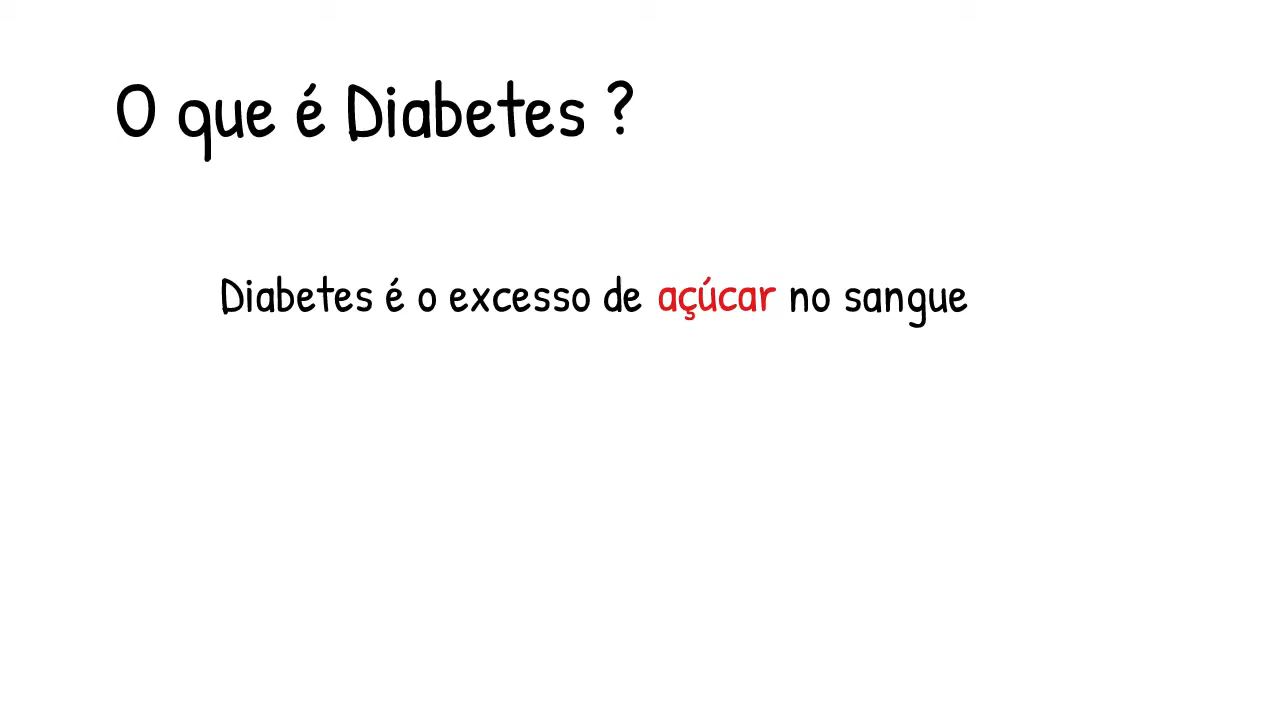 O que é Diabetes ?
Diabetes é o excesso de açúcar no sangue